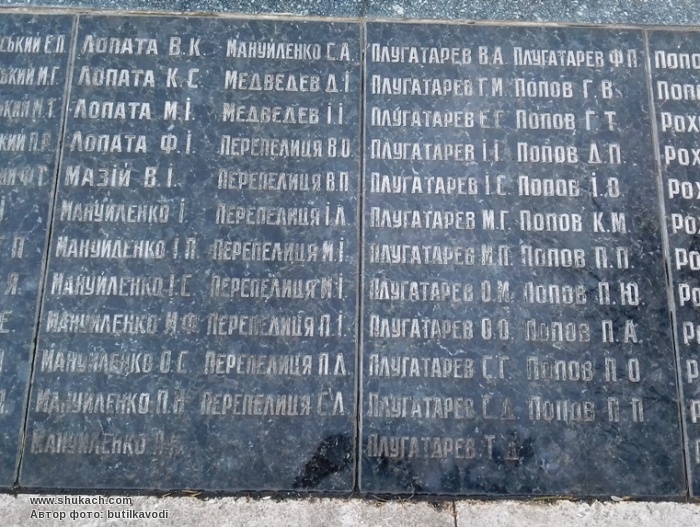 ЛОПАТА В.К.
ЛОПАТА К.С
ЛОПАТА М.І.
ЛОПАТА Ф.І.
МАЗІЙ В.І.
МАНУЙЛЕНКО І.
МАНУЙЛЕНКО І.П
МАНУЙЛЕНКО І.С.
МАНУЙЛЕНКО М.Ф
МАНУЙЛЕНКО О.С
МАНУЙЛЕНКО П.Н
МАНУЙЛЕНКО
МАНУЙЛЕНКО С.А.
МЕДВЕДЕВ Д.І
МЕДВЕДЕВ І.І
ПЕРЕПЕЛИЦЯ В.О
ПЕРЕПЕЛИЦЯ В.П
ПЕРЕПЕЛИЦЯ І.Л
ПЕРЕПЕЛИЦЯ М.І
ПЕРЕПЕЛИЦЯ М.І
ПЕРЕПЕЛИЦЯ П.І.
ПЕРЕПЕЛИЦЯ П.Л
ПЕРЕПЕЛИЦЯ С.Л
ПЛУГАТАРЕВ В.А
ПЛУГАТАРЕВ Г.М
ПЛУГАТАРЕВ Е.Г
ПЛУГАТАРЕВ І.І
ПЛУГАТАРЕВ І.С
ПЛУГАТАРЕВ М.Г
ПЛУГАТАРЕВ М.П
ПЛУГАТАРЕВ О.М
ПЛУГАТАРЕВ О.О
ПЛУГАТАРЕВ С.Г
ПЛУГАТАРЕВ С.Д
ПЛУГАТАРЕВ Т.
ПЛУГАТАРЕВ Ф.П
ПОПОВ Г.В
ПОПОВ Г.Т
ПОПОВ Д.П.
ПОПОВ І.О
ПОПОВ К.М
ПОПОВ П.П
ПОПОВ П.Ю
ПОПОВ П.А.
ПОПОВ П.О
ПОПОВ П.П
www.shukach.com
Автор фото: butilkavodi